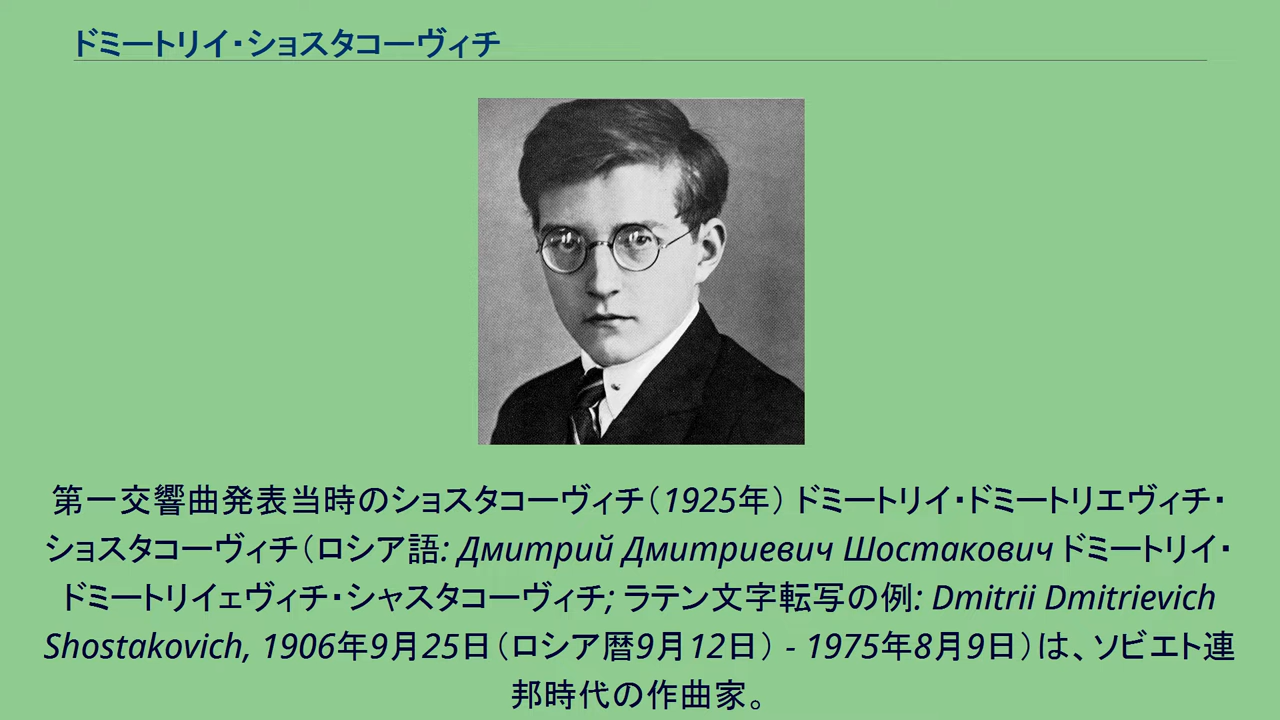 ドミートリイ・ショスタコーヴィチ
第一交響曲発表当時のショスタコーヴィチ（1925年） ドミートリイ・ドミートリエヴィチ・
ショスタコーヴィチ（ロシア語: Дмитрий Дмитриевич Шостакович ドミートリイ・
ドミートリイェヴィチ・シャスタコーヴィチ; ラテン文字転写の例: Dmitrii Dmitrievich
Shostakovich, 1906年9月25日（ロシア暦9月12日） - 1975年8月9日）は、ソビエト連
邦時代の作曲家。